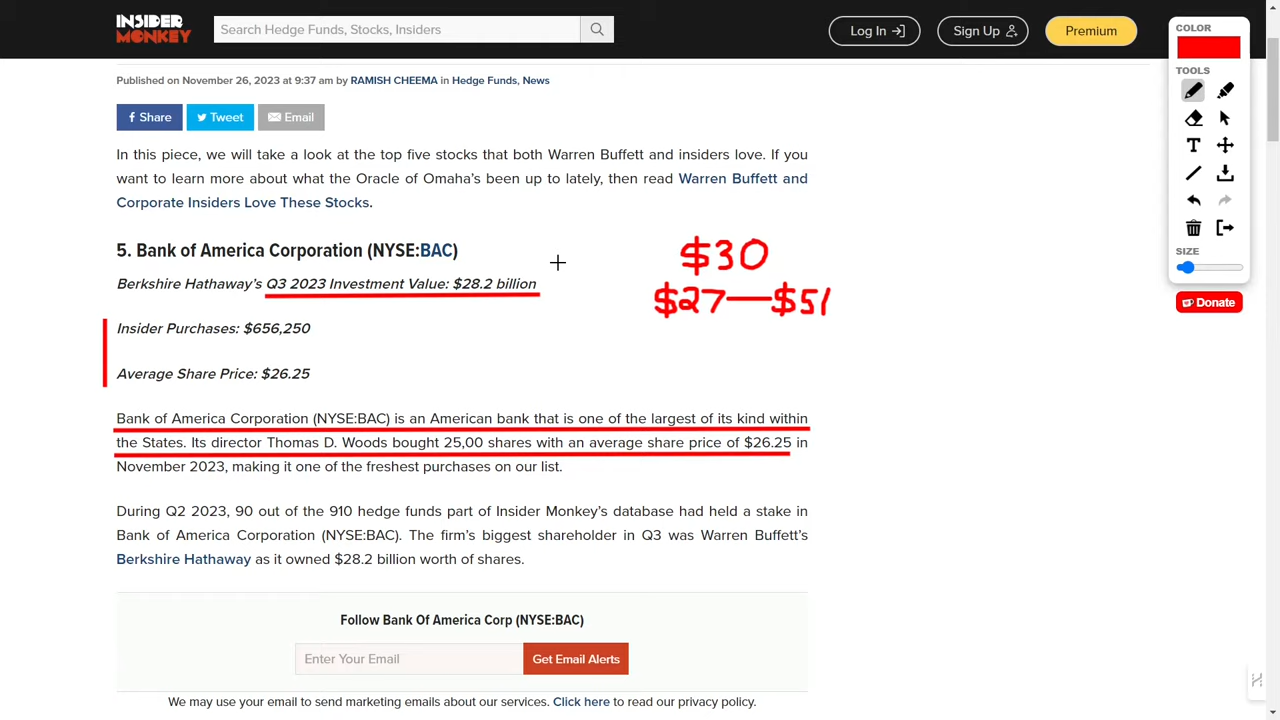 INSIDER
MONKEY
Search Hedge Funds, Stocks, Insiders
Log In
Sign Up
Premium
COLOR
TOOLS
T
SIZE
Donate
Published on November 26, 2023 at 9:37 am by RAMISH CHEEMA in Hedge Funds, News
Share
Tweet
Email
In this piece, we will take a look at the top five stocks that both Warren Buffett and insiders love. If you
want to learn more about what the Oracle of Omaha's been up to lately, then read Warren Buffett and
Corporate Insiders Love These Stocks.
5. Bank of America Corporation (NYSE:BAC)
$30
Berkshire Hathaway's Q3 2023 Investment Value: $28.2 billion
$27—$51
Insider Purchases: $656,250
Average Share Price: $26.25
Bank of America Corporation (NYSE:BAC) is an American bank that is one of the largest of its kind within
the States. Its director Thomas D. Woods bought 25,00 shares with an average share price of $26.25 in
November 2023, making it one of the freshest purchases on our list.
During Q2 2023, 90 out of the 910 hedge funds part of Insider Monkey's database had held a stake in
Bank of America Corporation (NYSE:BAC). The firm's biggest shareholder in Q3 was Warren Buffett's
Berkshire Hathaway as it owned $28.2 billion worth of shares.
Follow Bank Of America Corp (NYSE:BAC)
Enter Your Email
Get Email Alerts
We may use your email to send marketing emails about our services. Click here to read our privacy policy.